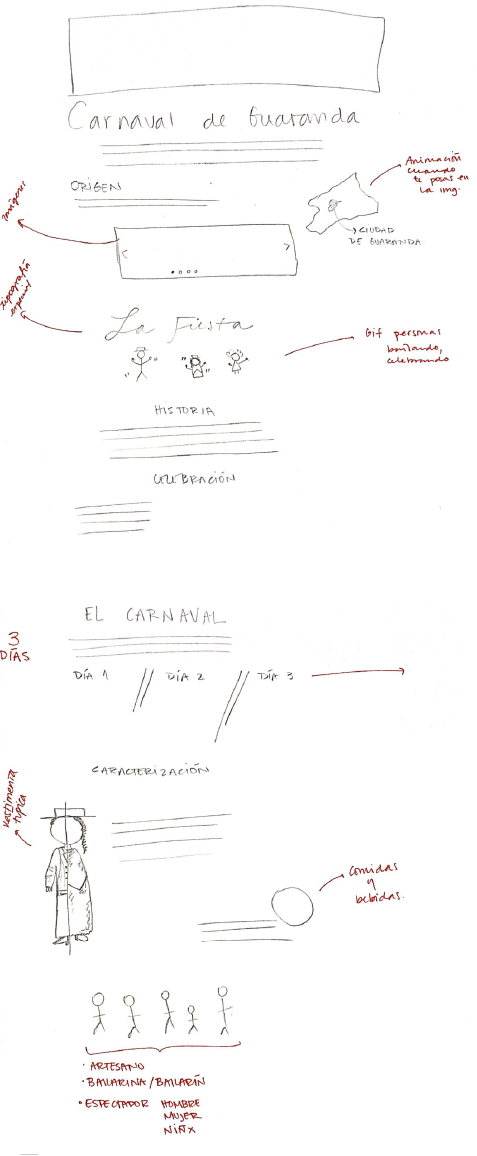 Carnaval de Guaranda
Animación
cuando
te posas en
la img.
ORIGEN
imágenes
→ CIUDAD
DE GUARANDA
tipografía
especial
La Fiesta
Gif personas
bailando,
celebrando
HISTORIA
CELEBRACIÓN
EL CARNAVAL
3
DÍAS
DÍA 1 // DÍA 2 // DÍA 3
CARACTERIZACIÓN
vestimenta
típica
Comidas
y
bebidas.
· ARTESANO
· BAILARINA / BAILARÍN
· ESPECTADOR HOMBRE
MUJER
NIÑX